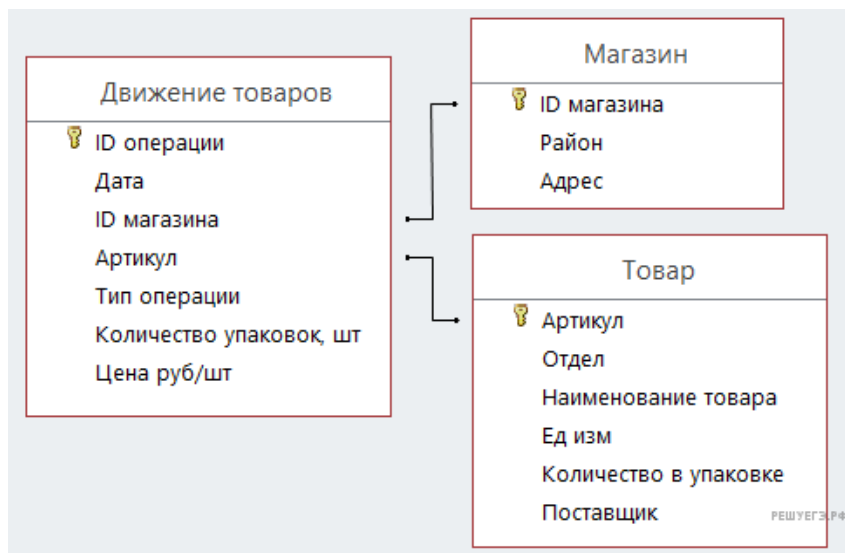 Движение товаров
ID операции
Дата
ID магазина
Артикул
Тип операции
Количество упаковок, шт
Цена руб/шт
Магазин
ID магазина
Район
Адрес
Товар
Артикул
Отдел
Наименование товара
Ед изм
Количество в упаковке
Поставщик
РЕШУЕГЭ.РФ